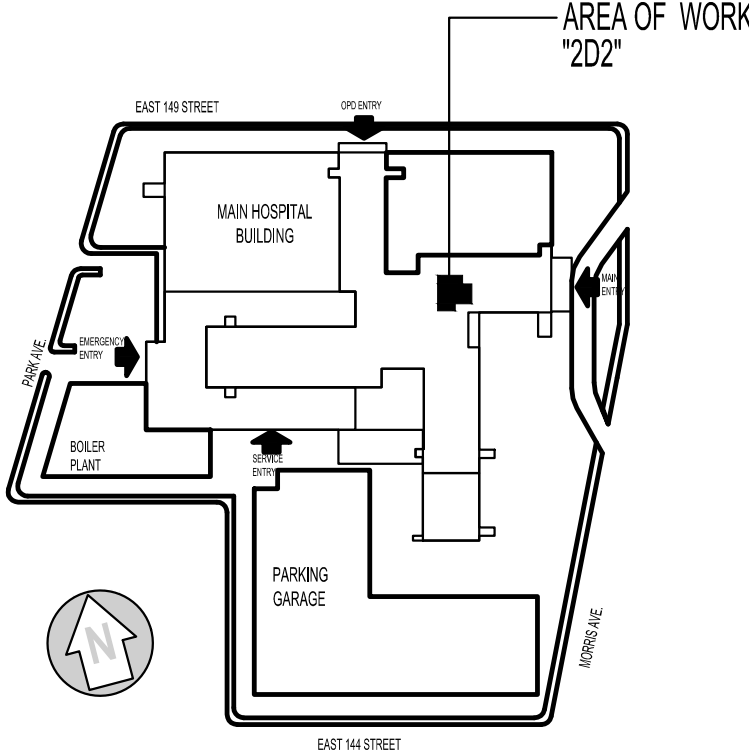 AREA OF WORK
"2D2"
EAST 149 STREET
OPD ENTRY
MAIN HOSPITAL
BUILDING
MAIN
ENTRY
EMERGENCY
ENTRY
PARK AVE.
BOILER
PLANT
SERVICE
ENTRY
PARKING
GARAGE
N
MORRIS AVE.
EAST 144 STREET